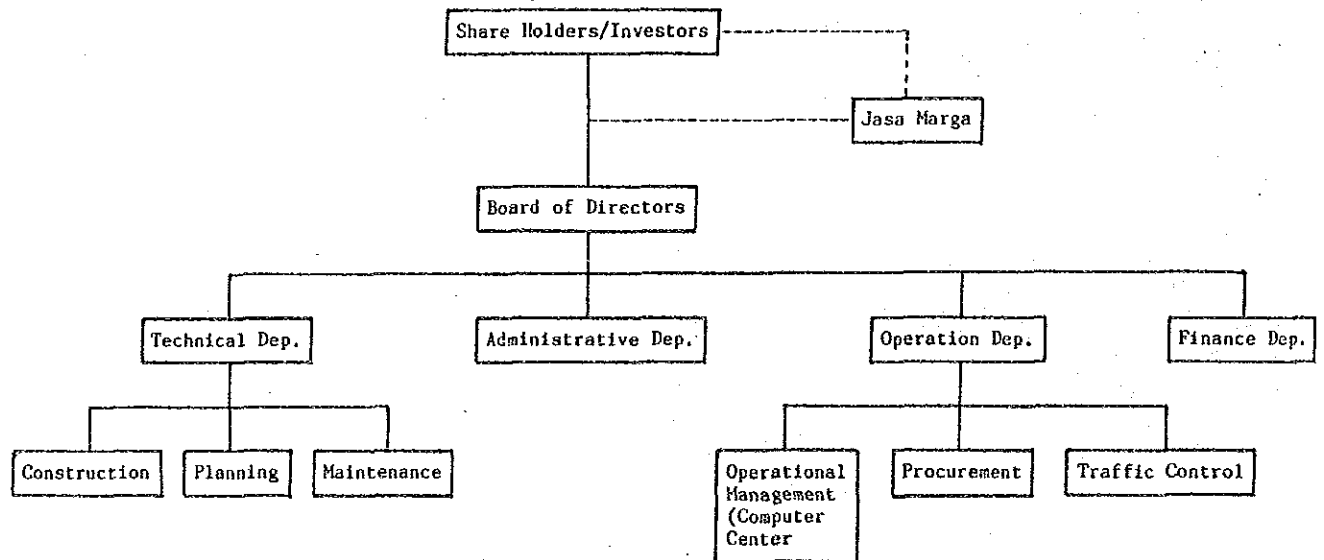 Share Holders/Investors
Jasa Marga
Board of Directors
Technical Dep.
Administrative Dep.
Operation Dep.
Finance Dep.
Construction
Planning
Maintenance
Operational
Management
(Computer
Center
Procurement
Traffic Control